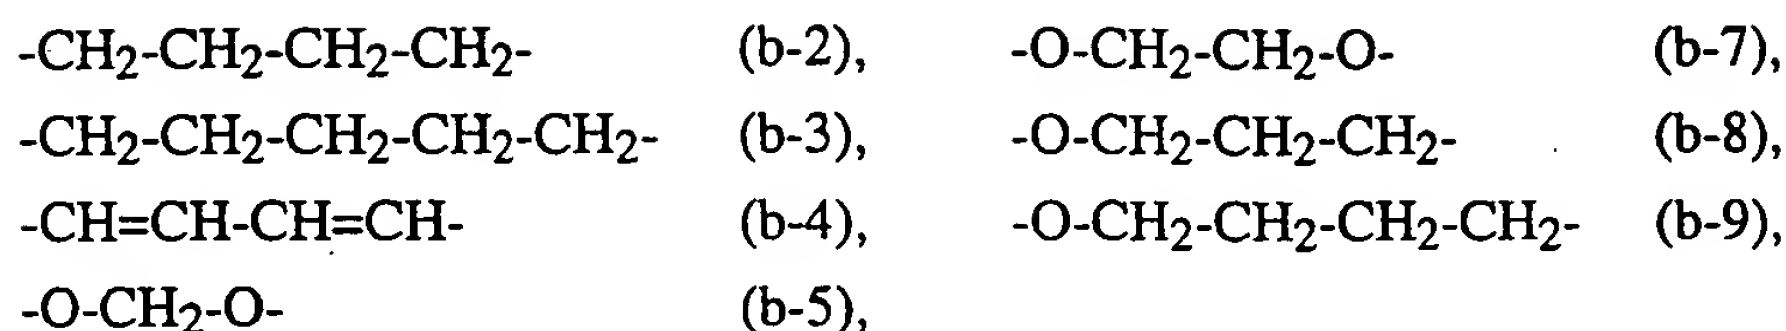 -CH2-CH2-CH2-CH2- (b-2), -O-CH2-CH2-O- (b-7),
-CH2-CH2-CH2-CH2-CH2- (b-3), -O-CH2-CH2-CH2- (b-8),
-CH=CH-CH=CH- (b-4), -O-CH2-CH2-CH2-CH2- (b-9),
-O-CH2-O- (b-5),